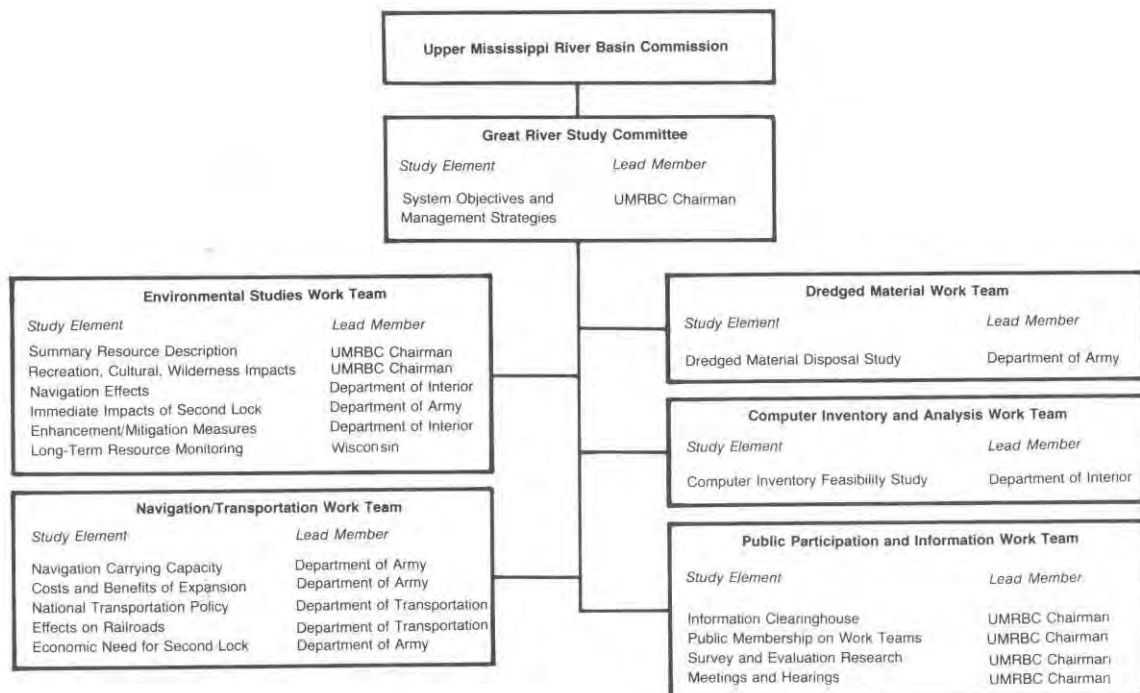 Upper Mississippi River Basin Commission
Great River Study Committee
Study Element Lead Member
System Objectives and UMRBC Chairman
Management Strategies
Environmental Studies Work Team
Study Element Lead Member
Summary Resource Description UMRBC Chairman
Recreation, Cultural, Wilderness Impacts UMRBC Chairman
Navigation Effects Department of Interior
Immediate Impacts of Second Lock Department of Army
Enhancement/Mitigation Measures Department of Interior
Long-Term Resource Monitoring Wisconsin
Navigation/Transportation Work Team
Study Element Lead Member
Navigation Carrying Capacity Department of Army
Costs and Benefits of Expansion Department of Army
National Transportation Policy Department of Transportation
Effects on Railroads Department of Transportation
Economic Need for Second Lock Department of Army
Dredged Material Work Team
Study Element Lead Member
Dredged Material Disposal Study Department of Army
Computer Inventory and Analysis Work Team
Study Element Lead Member
Computer Inventory Feasibility Study Department of Interior
Public Participation and Information Work Team
Study Element Lead Member
Information Clearinghouse UMRBC Chairman
Public Membership on Work Teams UMRBC Chairman
Survey and Evaluation Research UMRBC Chairman
Meetings and Hearings UMRBC Chairman